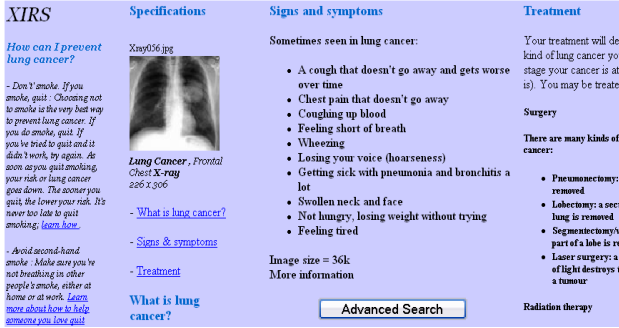 XIRS
How can I prevent
lung cancer?
- Don't' smoke. If you
smoke, quit : Choosing not
to smoke is the very best way
to prevent lung cancer. If
you do smoke, quit. If
you've tried to quit and it
didn't work, try again. As
soon as you quit smoking,
your risk or lung cancer
goes down. The sooner you
quit, the lower your risk. It's
never too late to quit
smoking; learn how .
- Avoid second-hand
smoke : Make sure you're
not breathing in other
people's smoke, either at
home or at work. Learn
more about how to help
someone you love quit
Specifications
Xray056.jpg
Lung Cancer , Frontal
Chest X-ray
226 x 306
- What is lung cancer?
- Signs & symptoms
- Treatment
What is lung
cancer?
Signs and symptoms
Sometimes seen in lung cancer:
• A cough that doesn't go away and gets worse
over time
• Chest pain that doesn't go away
• Coughing up blood
• Feeling short of breath
• Wheezing
• Losing your voice (hoarseness)
• Getting sick with pneumonia and bronchitis a
lot
• Swollen neck and face
• Not hungry, losing weight without trying
• Feeling tired
Image size = 36k
More information
Advanced Search
Treatment
Your treatment will de
kind of lung cancer yo
stage your cancer is at
is). You may be treate
Surgery
There are many kinds of
cancer:
• Pneumonectomy:
removed
• Lobectomy: a sec
lung is removed
• Segmentectomy/
part of a lobe is re
• Laser surgery: a
of light destroys t
a tumour
Radiation therapy